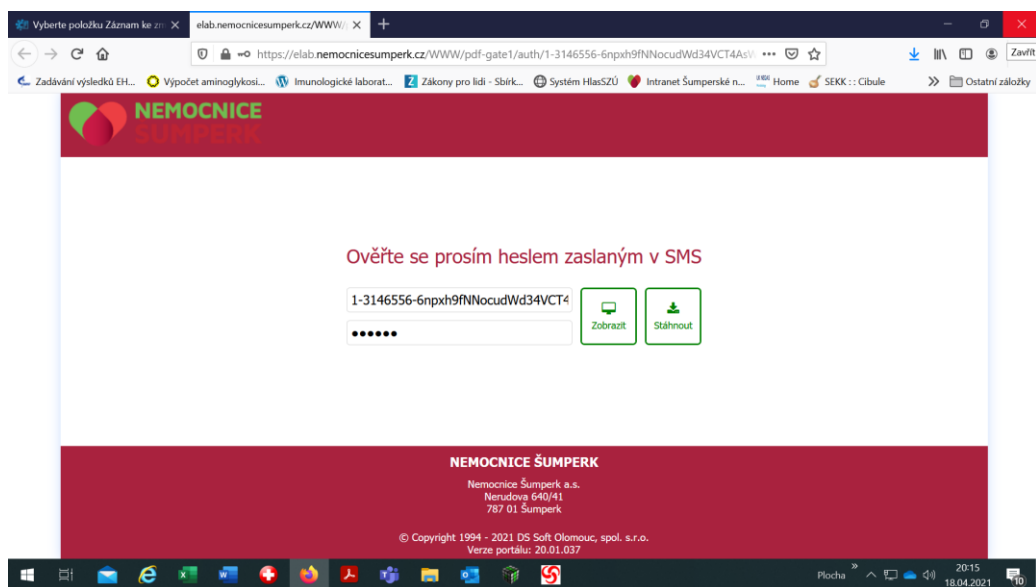 Vyberte položku Záznam ke zm
elab.nemocnicesumperk.cz/WWW/
https://elab.nemocnicesumperk.cz/WWW/pdf-gate1/auth/1-3146556-6npxh9fNNocudWd34VCT4AsW
Zavřít
Zadávání výsledků EH... Výpočet aminoglykosi... Imunologické laborat... Zákony pro lidi - Sbírk... Systém HlasSZÚ Intranet Šumperské n... Home SEKK : : Cibule Ostatní záložky
NEMOCNICE
ŠUMPERK
Ověřte se prosím heslem zaslaným v SMS
1-3146556-6npxh9fNNocudWd34VCT4
Zobrazit Stáhnout
NEMOCNICE ŠUMPERK
Nemocnice Šumperk a.s.
Nerudova 640/41
787 01 Šumperk
© Copyright 1994 - 2021 DS Soft Olomouc, spol. s.r.o.
Verze portálu: 20.01.037
Plocha
20:15
18.04.2021